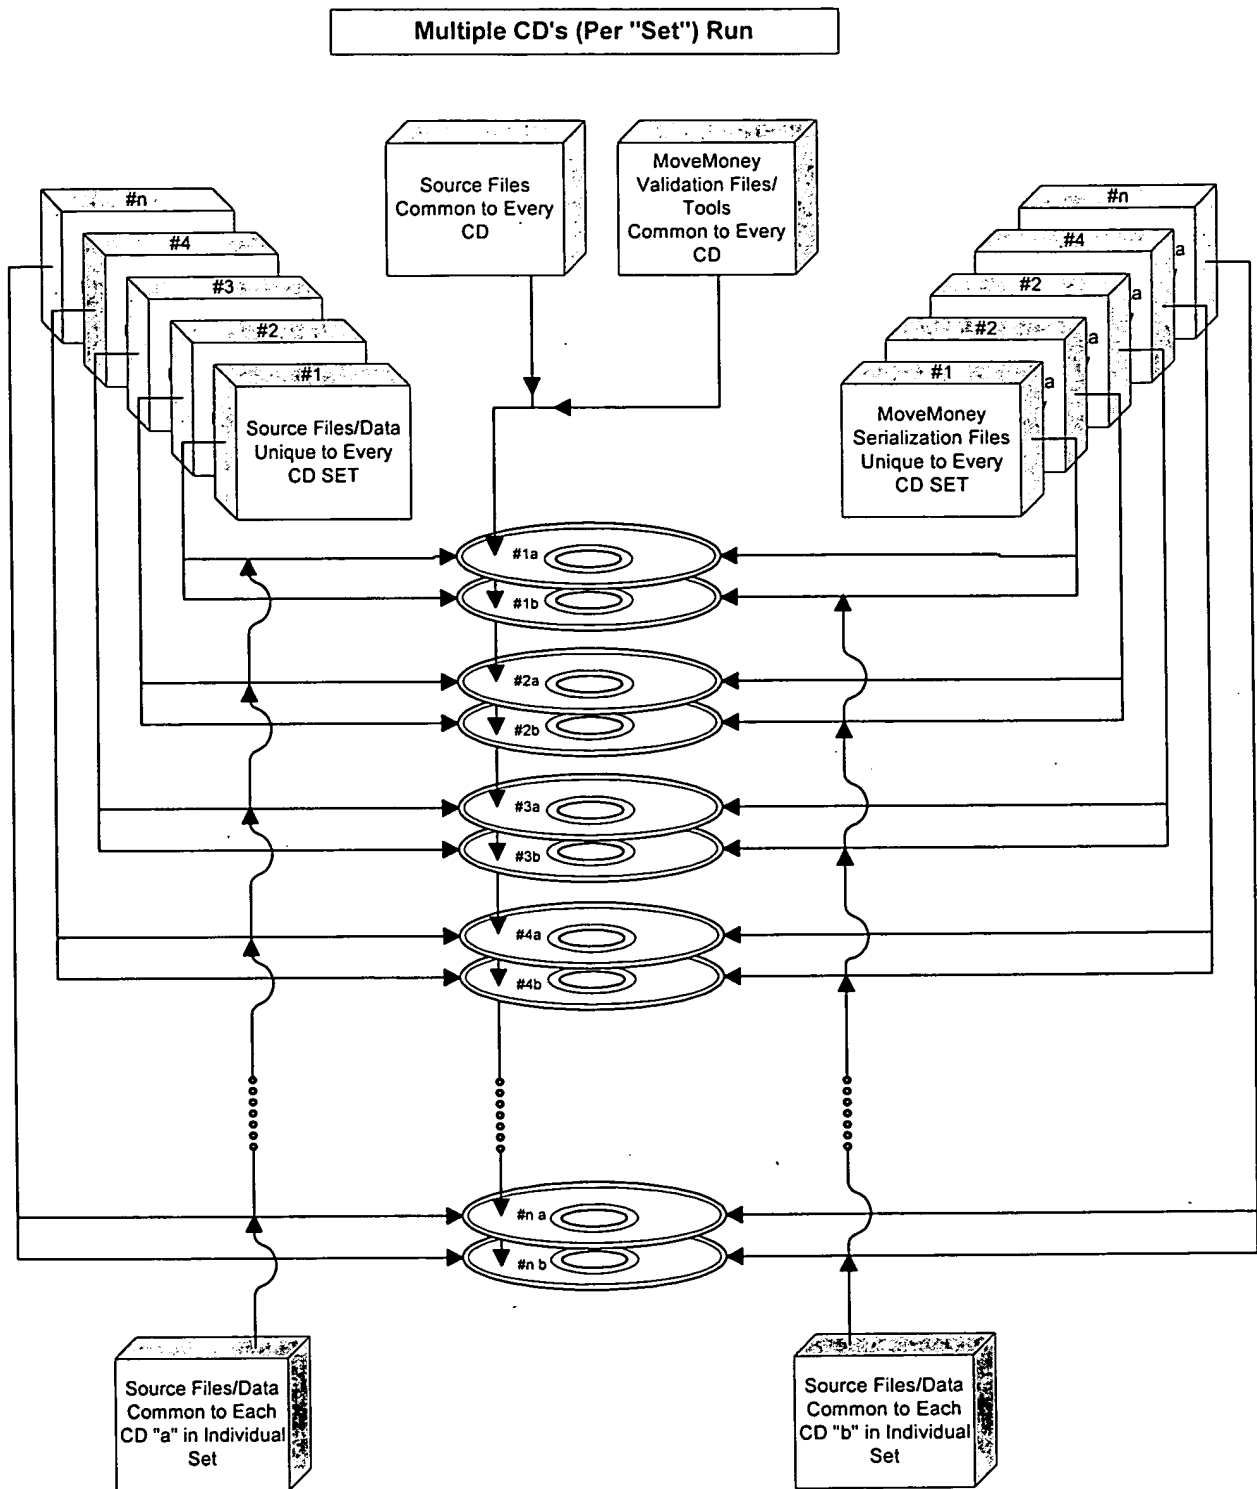 Multiple CD's (Per "Set") Run
Source Files
Common to Every
CD
MoveMoney
Validation Files/
Tools
Common to Every
CD
#n
#4
#3
#2
#1
Source Files/Data
Unique to Every
CD SET
#n
#4
a
#2
a
#2
a
#1
a
MoveMoney
Serialization Files
Unique to Every
CD SET
#1a
#1b
#2a
#2b
#3a
#3b
#4a
#4b
#n a
#n b
Source Files/Data
Common to Each
CD "a" in Individual
Set
Source Files/Data
Common to Each
CD "b" in Individual
Set